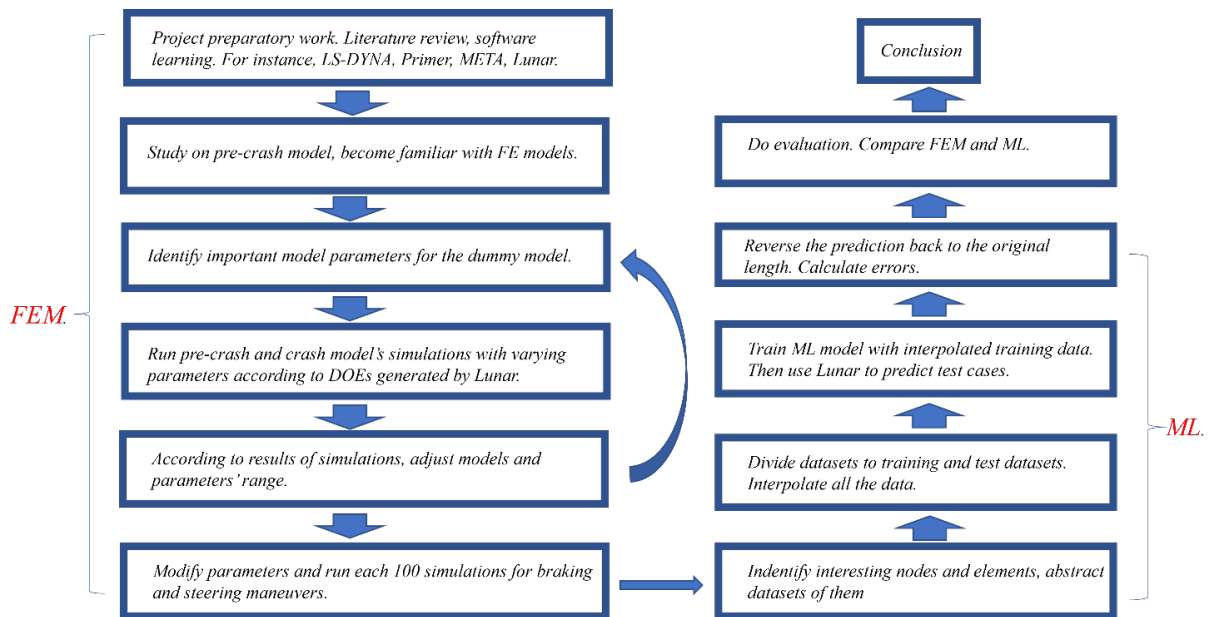 Project preparatory work. Literature review, software
learning. For instance, LS-DYNA, Primer, META, Lunar.
Study on pre-crash model, become familiar with FE models.
Identify important model parameters for the dummy model.
FEM.
Run pre-crash and crash model’s simulations with varying
parameters according to DOEs generated by Lunar.
According to results of simulations, adjust models and
parameters’ range.
Modify parameters and run each 100 simulations for braking
and steering maneuvers.
Indentify interesting nodes and elements, abstract
datasets of them
Divide datasets to training and test datasets.
Interpolate all the data.
ML.
Train ML model with interpolated training data.
Then use Lunar to predict test cases.
Reverse the prediction back to the original
length. Calculate errors.
Do evaluation. Compare FEM and ML.
Conclusion